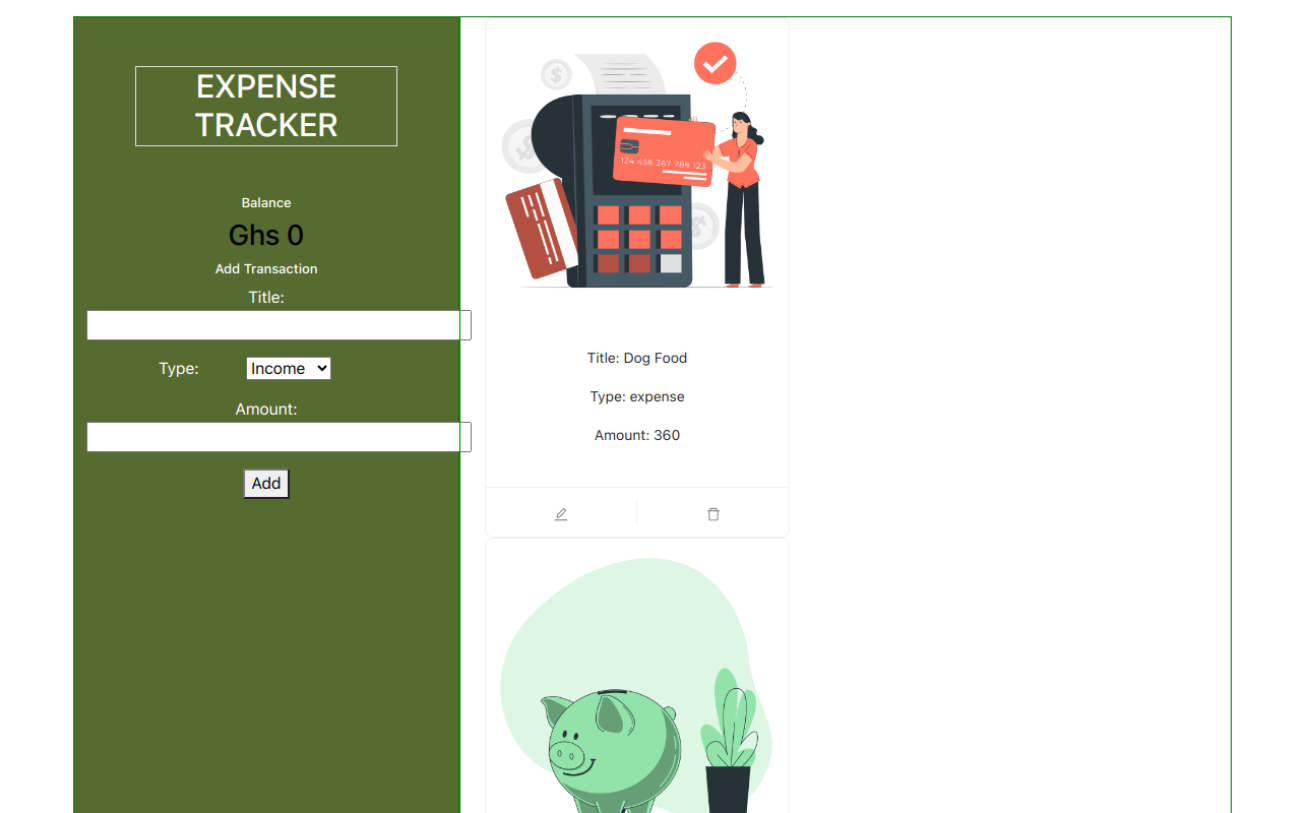 EXPENSE
TRACKER
Balance
Ghs 0
Add Transaction
Title:
Type: Income
Amount:
Add
124 456 367 789 123
Title: Dog Food
Type: expense
Amount: 360